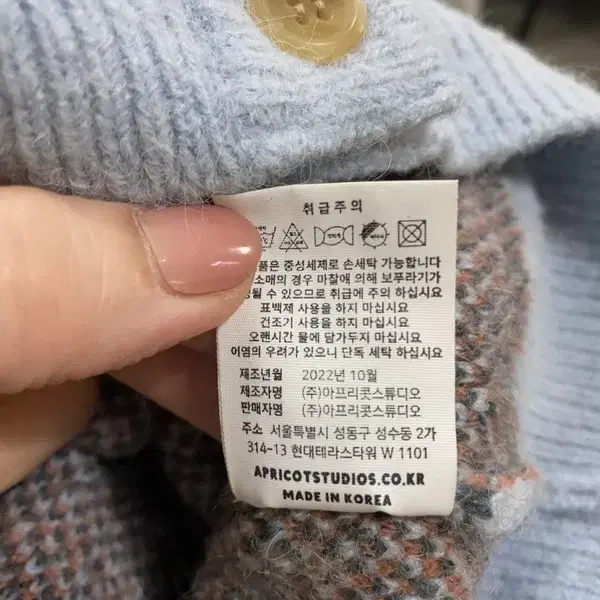 취급주의
품은 중성세제로 손세탁 가능합니다
소매의 경우 마찰에 의해 보푸라기가
될 수 있으므로 취급에 주의 하십시요
표백제 사용을 하지 마십시요
건조기 사용을 하지 마십시요
오랜시간 물에 담가두지 마십시요
이염의 우려가 있으니 단독 세탁 하십시요
제조년월 2022년 10월
제조자명 (주)아프리콧스튜디오
판매자명 (주)아프리콧스튜디오
주소 서울특별시 성동구 성수동 2가
314-13 현대테라스타워 W 1101
APRICOTSTUDIOS.CO.KR
MADE IN KOREA